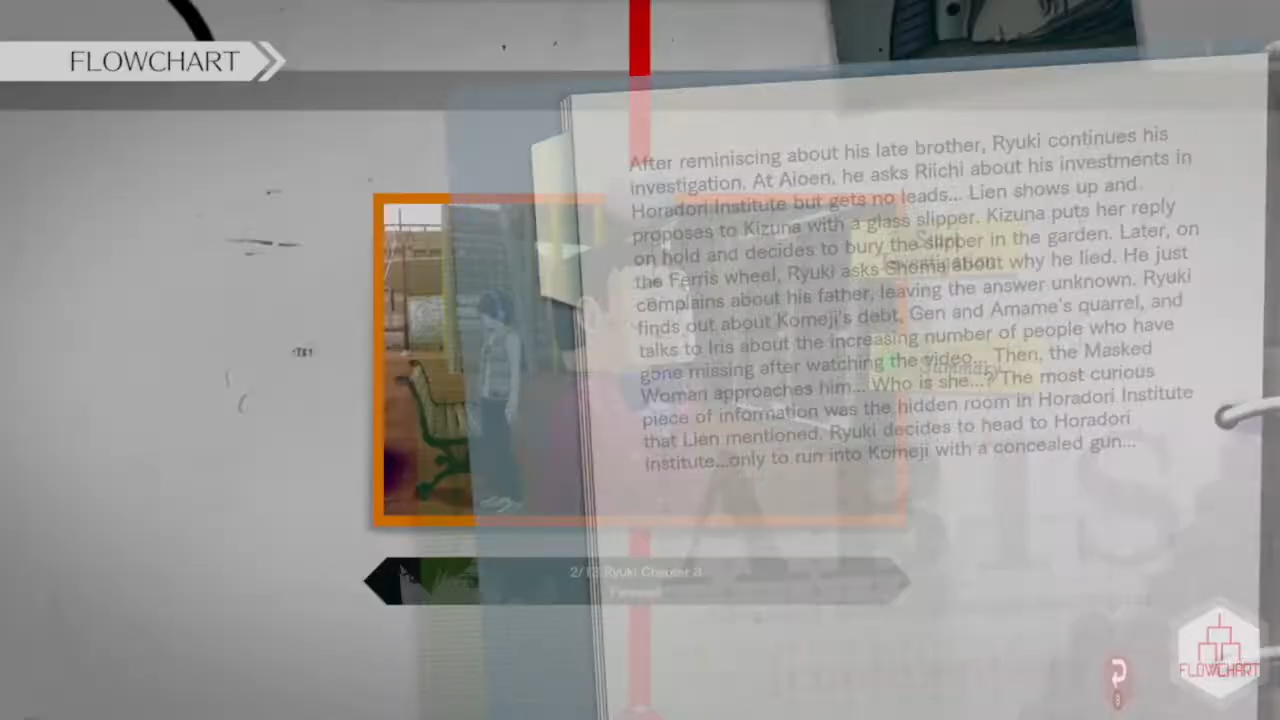 FLOWCHART
After reminiscing about his late brother, Ryuki continues his
investigation. At Aioen, he asks Riichi about his investments in
Horadori Institute but gets no leads... Lien shows up and
proposes to Kizuna with a glass slipper. Kizuna puts her reply
on hold and decides to bury the slipper in the garden. Later, on
the Ferris wheel, Ryuki asks Shoma about why he lied. He just
complains about his father, leaving the answer unknown. Ryuki
finds out about Komeji's debt, Gen and Amame's quarrel, and
talks to Iris about the increasing number of people who have
gone missing after watching the video... Then, the Masked
Woman approaches him... Who is she...? The most curious
piece of information was the hidden room in Horadori Institute
that Lien mentioned. Ryuki decides to head to Horadori
Institute...only to run into Komeji with a concealed gun...
Investigation
Summary
Ryuki Chapter
FLOWCHART